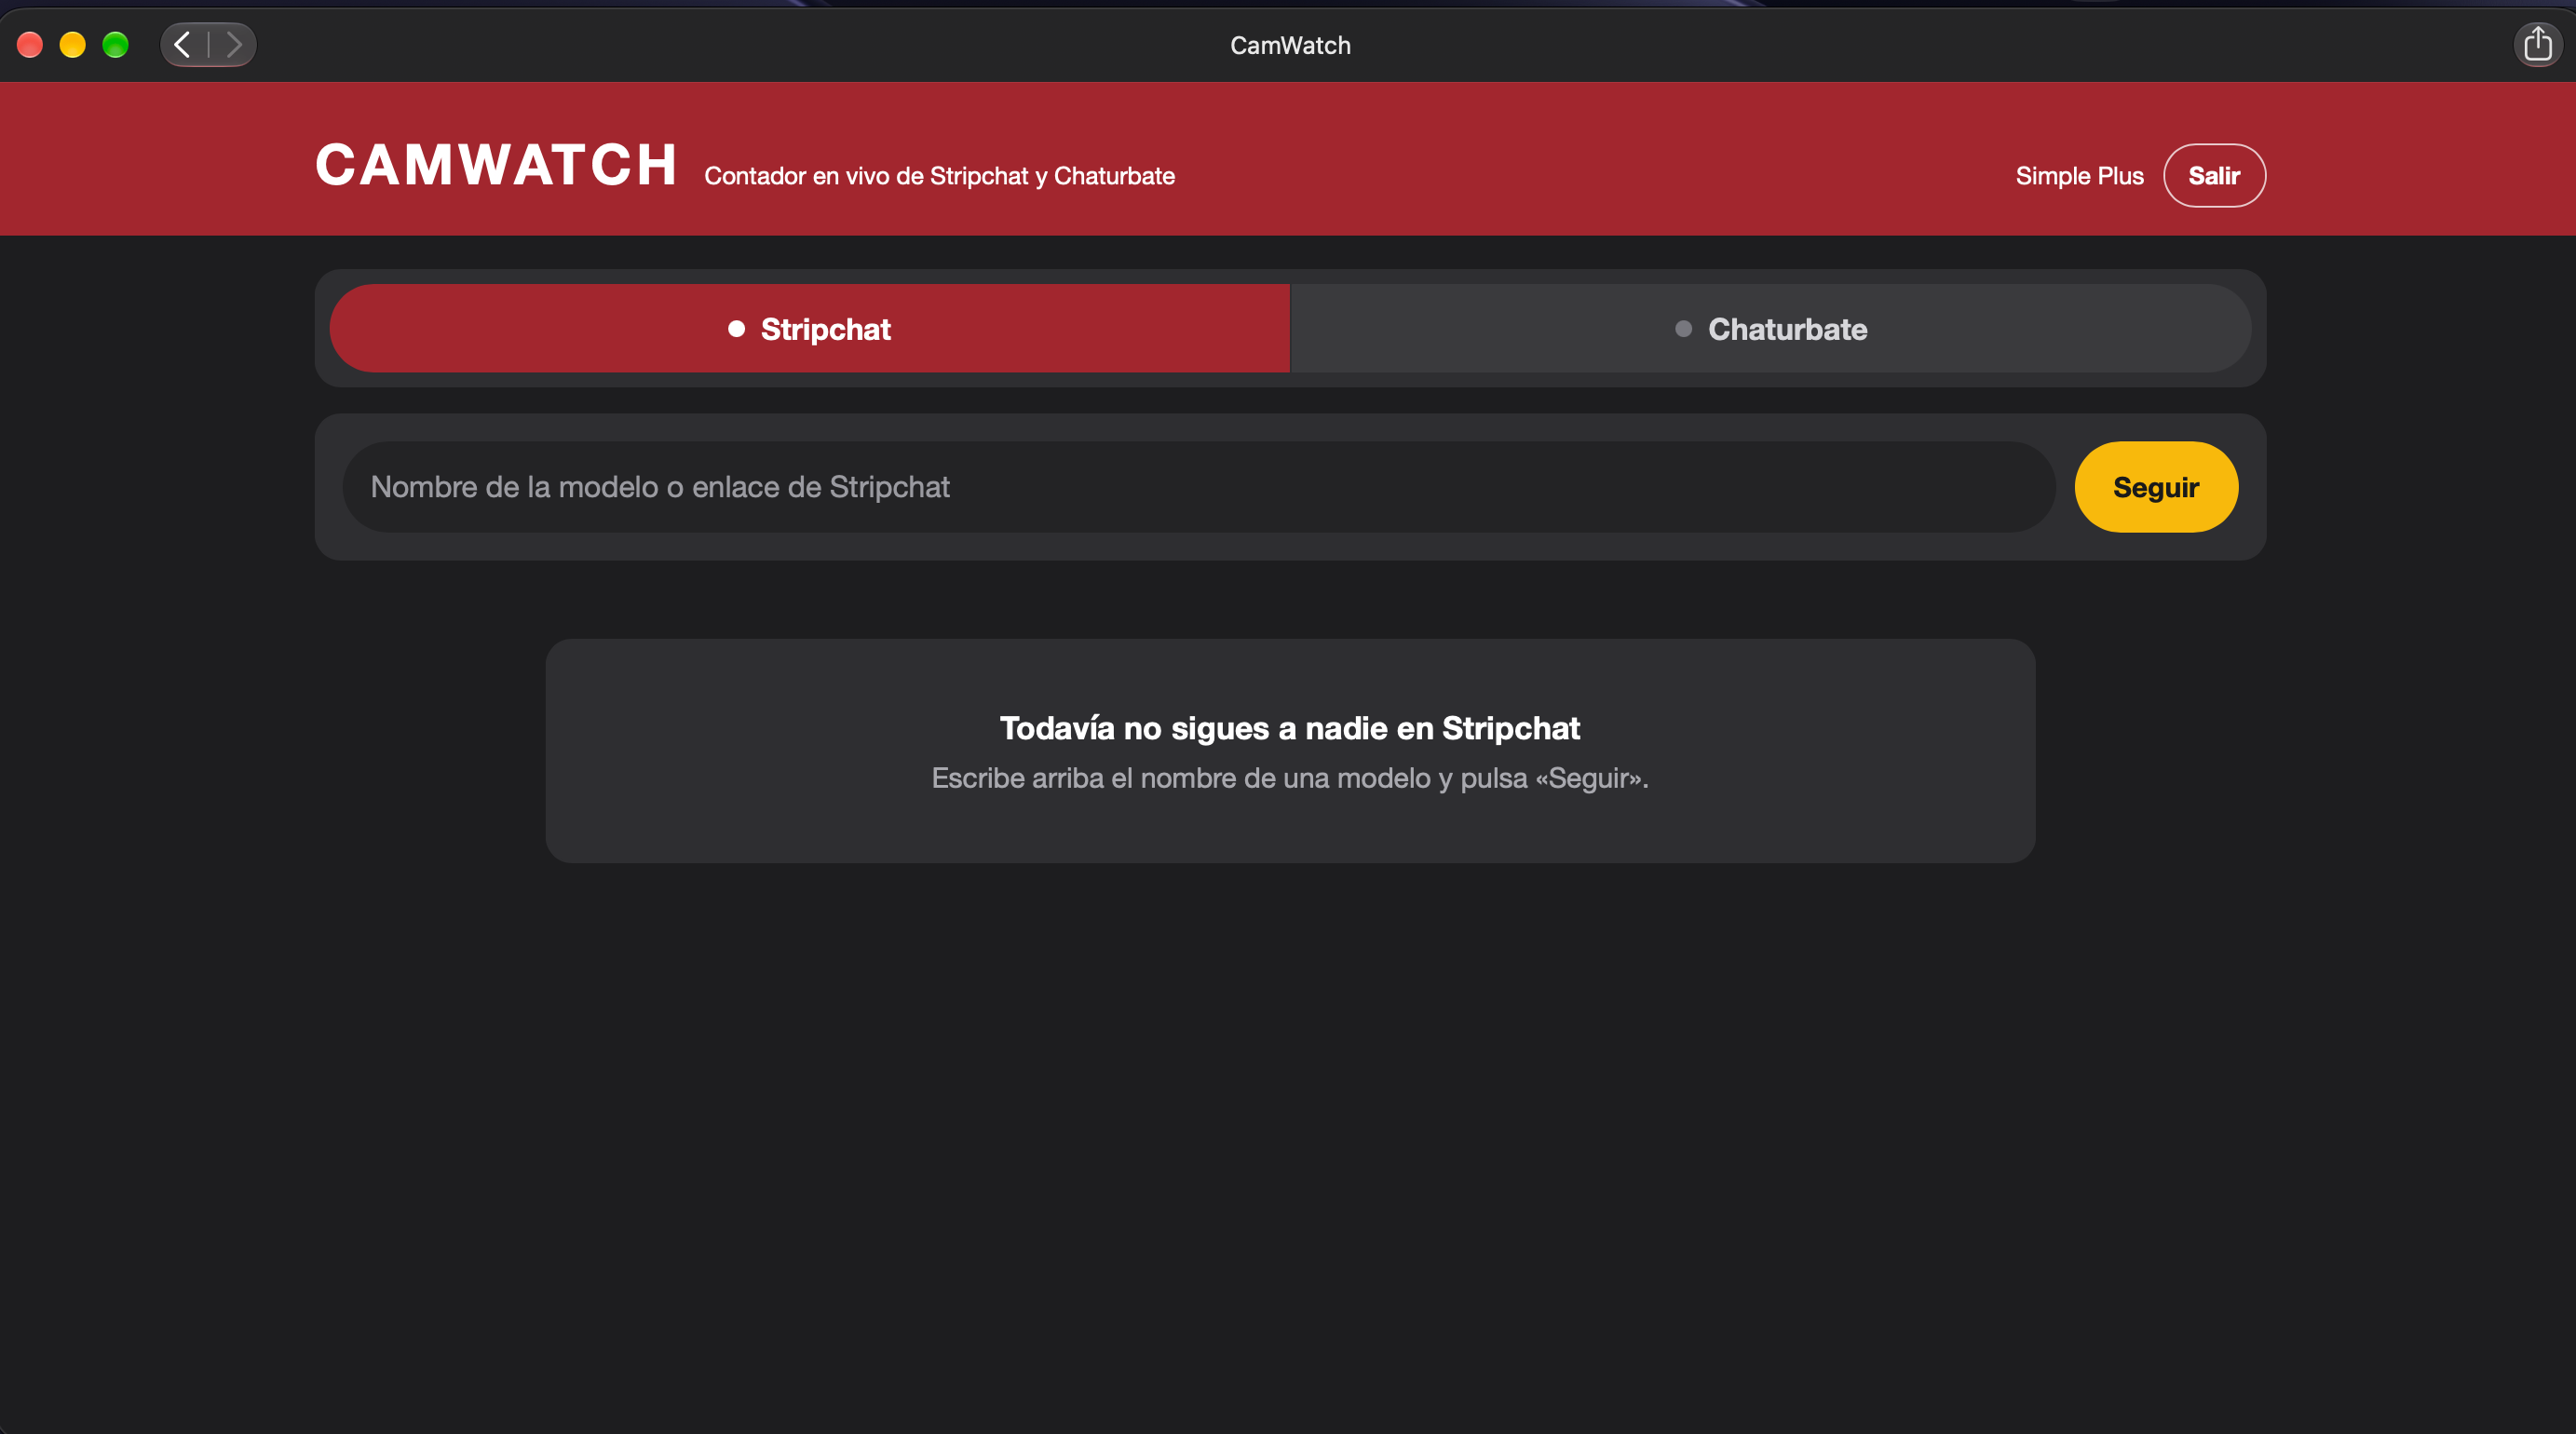 CamWatch
CAMWATCH
Contador en vivo de Stripchat y Chaturbate
Simple Plus
Salir
Stripchat
Chaturbate
Nombre de la modelo o enlace de Stripchat
Seguir
Todavía no sigues a nadie en Stripchat
Escribe arriba el nombre de una modelo y pulsa «Seguir».